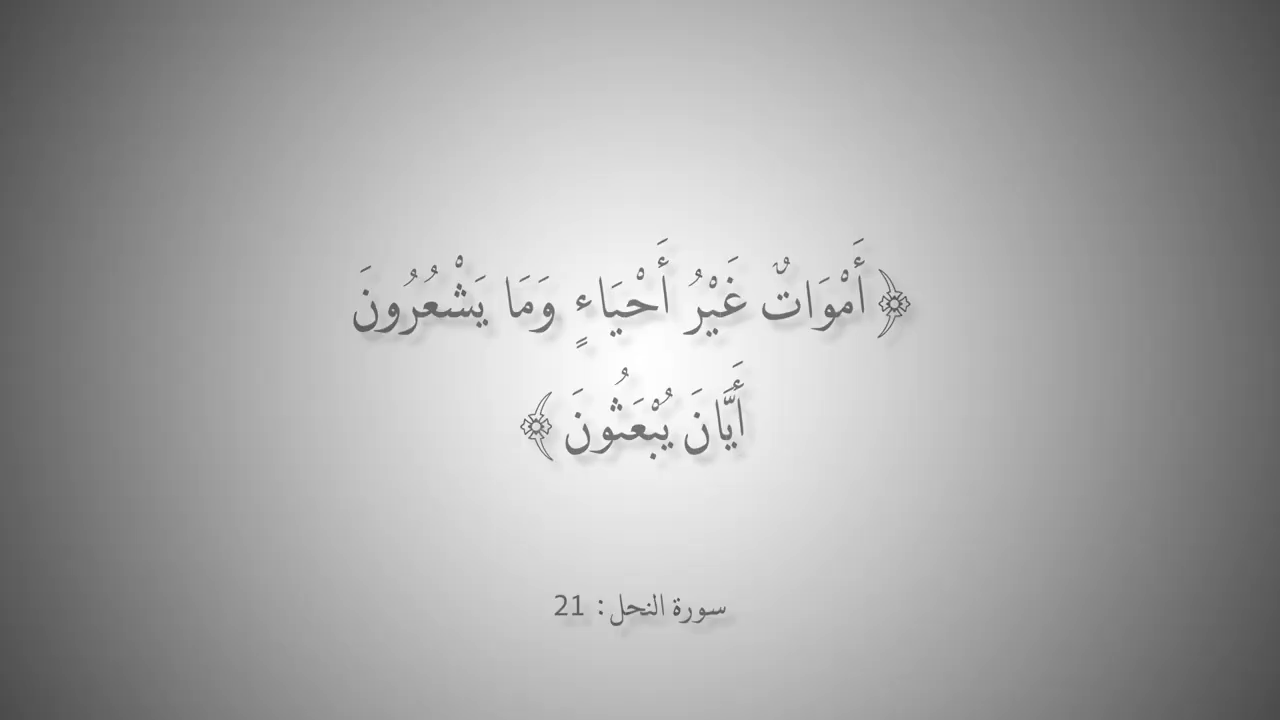 ﴿أَمْوَاتٌ غَيْرُ أَحْيَاءٍ وَمَا يَشْعُرُونَ
أَيَّانَ يُبْعَثُونَ﴾
سورة النحل: 21